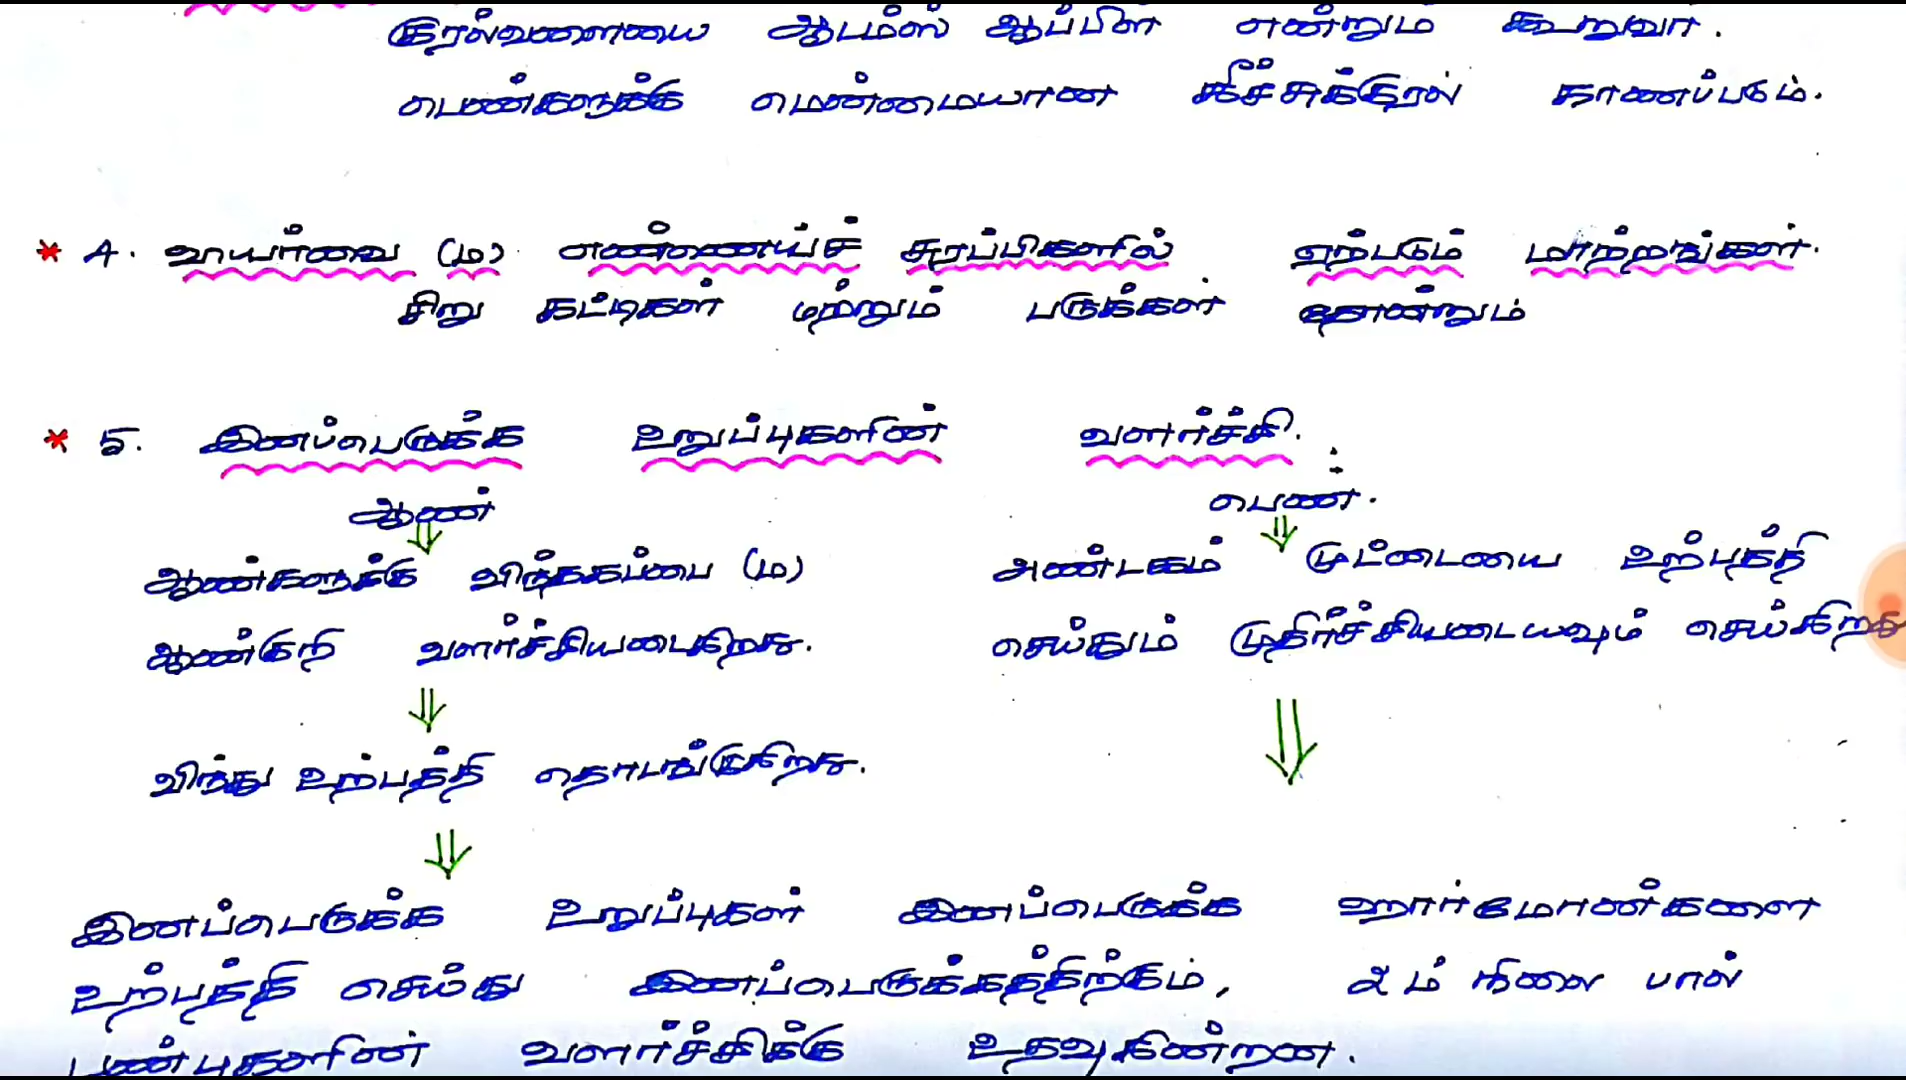 குரல்வளையை ஆடம்ஸ் ஆப்பிள் என்றும் கூறுவர்.
பெண்களுக்கு மென்மையான கீச்சுக்குரல் காணப்படும்.
* 4. வியர்வை (ம) எண்ணெய்ச் சுரப்பிகளில் ஏற்படும் மாற்றங்கள்.
சிறு கட்டிகள் மற்றும் பருக்கள் தோன்றும்
* 5. இனப்பெருக்க உறுப்புகளின் வளர்ச்சி. :
ஆண் பெண்.
⇓ ⇓
ஆண்களுக்கு விந்தகப்பை (ம) அண்டகம் முட்டையை உற்பத்தி
ஆண்குறி வளர்ச்சியடைகிறது. செய்தும் முதிர்ச்சியடையவும் செய்கிறது
⇓ ⇓
விந்து உற்பத்தி தொடங்குகிறது.
⇓
இனப்பெருக்க உறுப்புகள் இனப்பெருக்க ஹார்மோன்களை
உற்பத்தி செய்து இனப்பெருக்கத்திற்கும், 2ம் நிலை பால்
பண்புகளின் வளர்ச்சிக்கு உதவுகின்றன.